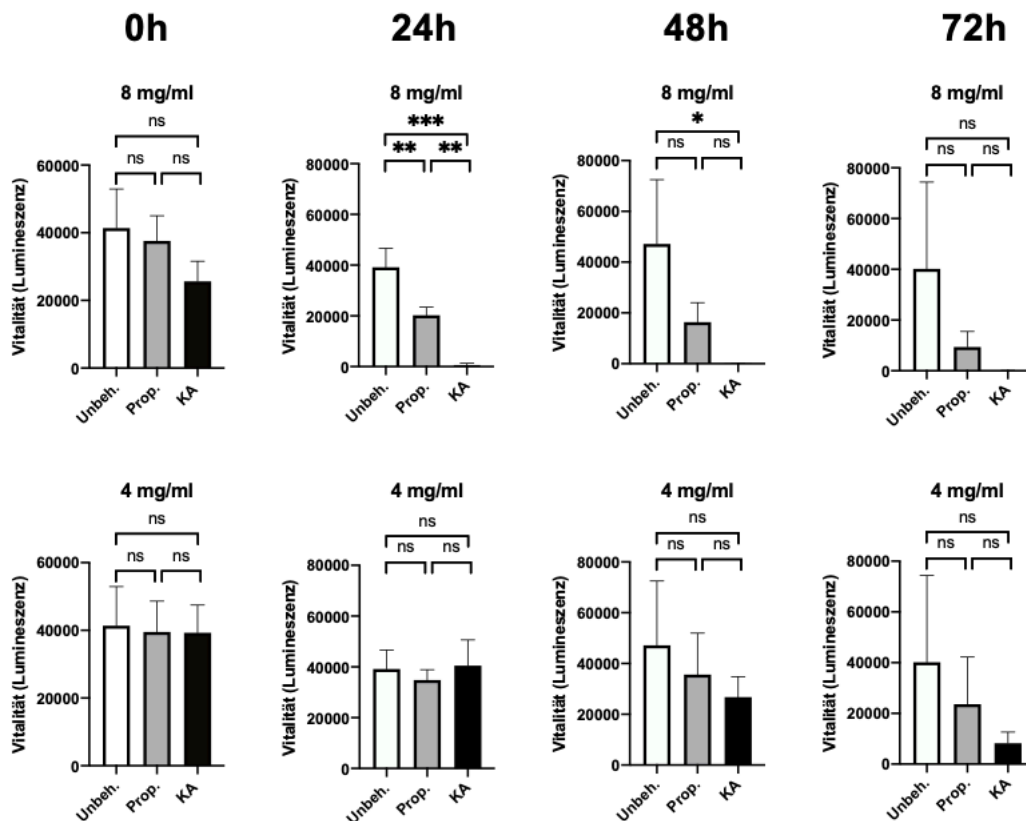 0h 24h 48h 72h
8 mg/ml 8 mg/ml 8 mg/ml 8 mg/ml
ns *** * ns
ns ns ** ** ns ns ns ns
Vitalität (Lumineszenz)
60000
40000
20000
0
Unbeh. Prop. KA
Vitalität (Lumineszenz)
80000
60000
40000
20000
0
Unbeh. Prop. KA
Vitalität (Lumineszenz)
80000
60000
40000
20000
0
Unbeh. Prop. KA
Vitalität (Lumineszenz)
80000
60000
40000
20000
0
Unbeh. Prop. KA
4 mg/ml 4 mg/ml 4 mg/ml 4 mg/ml
ns ns ns ns
ns ns ns ns ns ns ns ns
Vitalität (Lumineszenz)
60000
40000
20000
0
Unbeh. Prop. KA
Vitalität (Lumineszenz)
80000
60000
40000
20000
0
Unbeh. Prop. KA
Vitalität (Lumineszenz)
80000
60000
40000
20000
0
Unbeh. Prop. KA
Vitalität (Lumineszenz)
80000
60000
40000
20000
0
Unbeh. Prop. KA